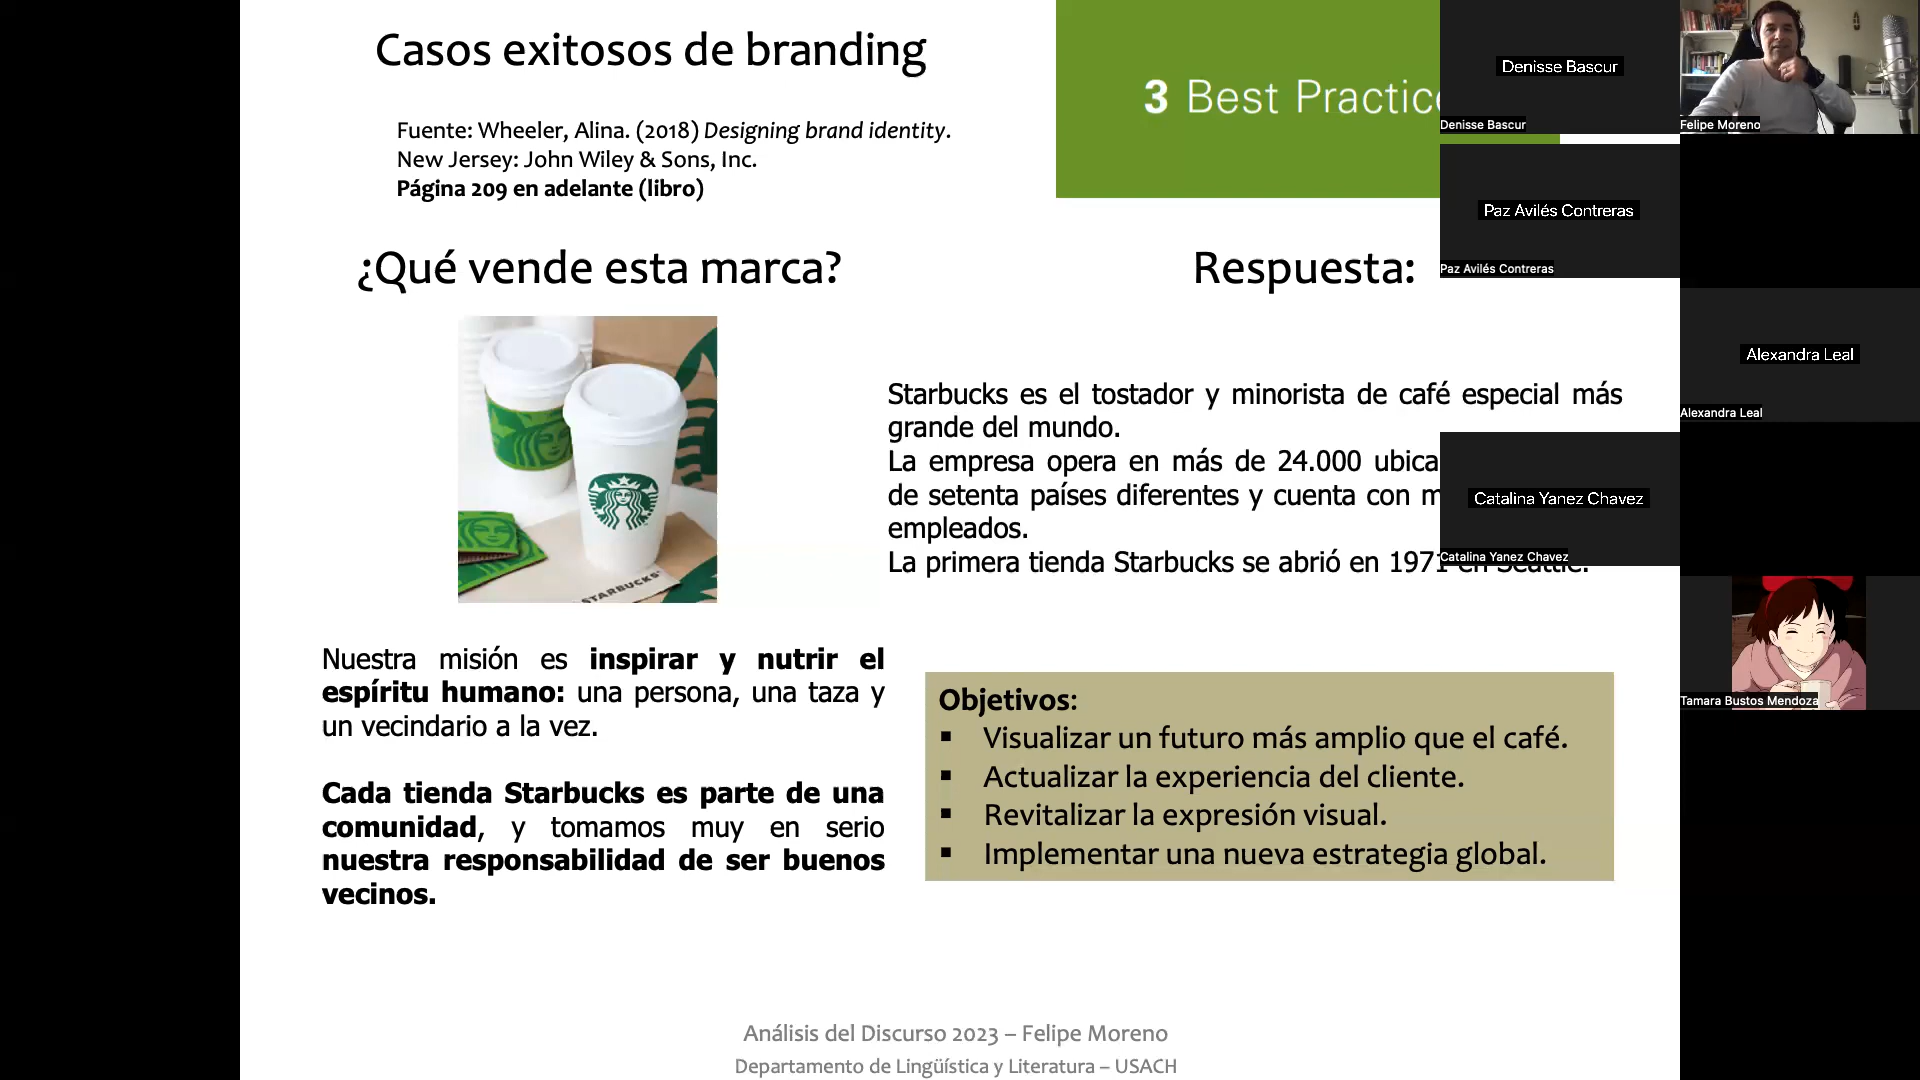 Casos exitosos de branding
Fuente: Wheeler, Alina. (2018) Designing brand identity.
New Jersey: John Wiley & Sons, Inc.
Página 209 en adelante (libro)
3 Best Practic
¿Qué vende esta marca?
STARBUCKS
Nuestra misión es inspirar y nutrir el
espíritu humano: una persona, una taza y
un vecindario a la vez.
Cada tienda Starbucks es parte de una
comunidad, y tomamos muy en serio
nuestra responsabilidad de ser buenos
vecinos.
Respuesta:
Starbucks es el tostador y minorista de café especial más
grande del mundo.
La empresa opera en más de 24.000 ubica
de setenta países diferentes y cuenta con m
empleados.
La primera tienda Starbucks se abrió en 1971 en Seattle.
Objetivos:
▪ Visualizar un futuro más amplio que el café.
▪ Actualizar la experiencia del cliente.
▪ Revitalizar la expresión visual.
▪ Implementar una nueva estrategia global.
Análisis del Discurso 2023 – Felipe Moreno
Departamento de Lingüística y Literatura – USACH
Denisse Bascur
Denisse Bascur
Felipe Moreno
Paz Avilés Contreras
Paz Avilés Contreras
Alexandra Leal
Alexandra Leal
Catalina Yanez Chavez
Catalina Yanez Chavez
Tamara Bustos Mendoza